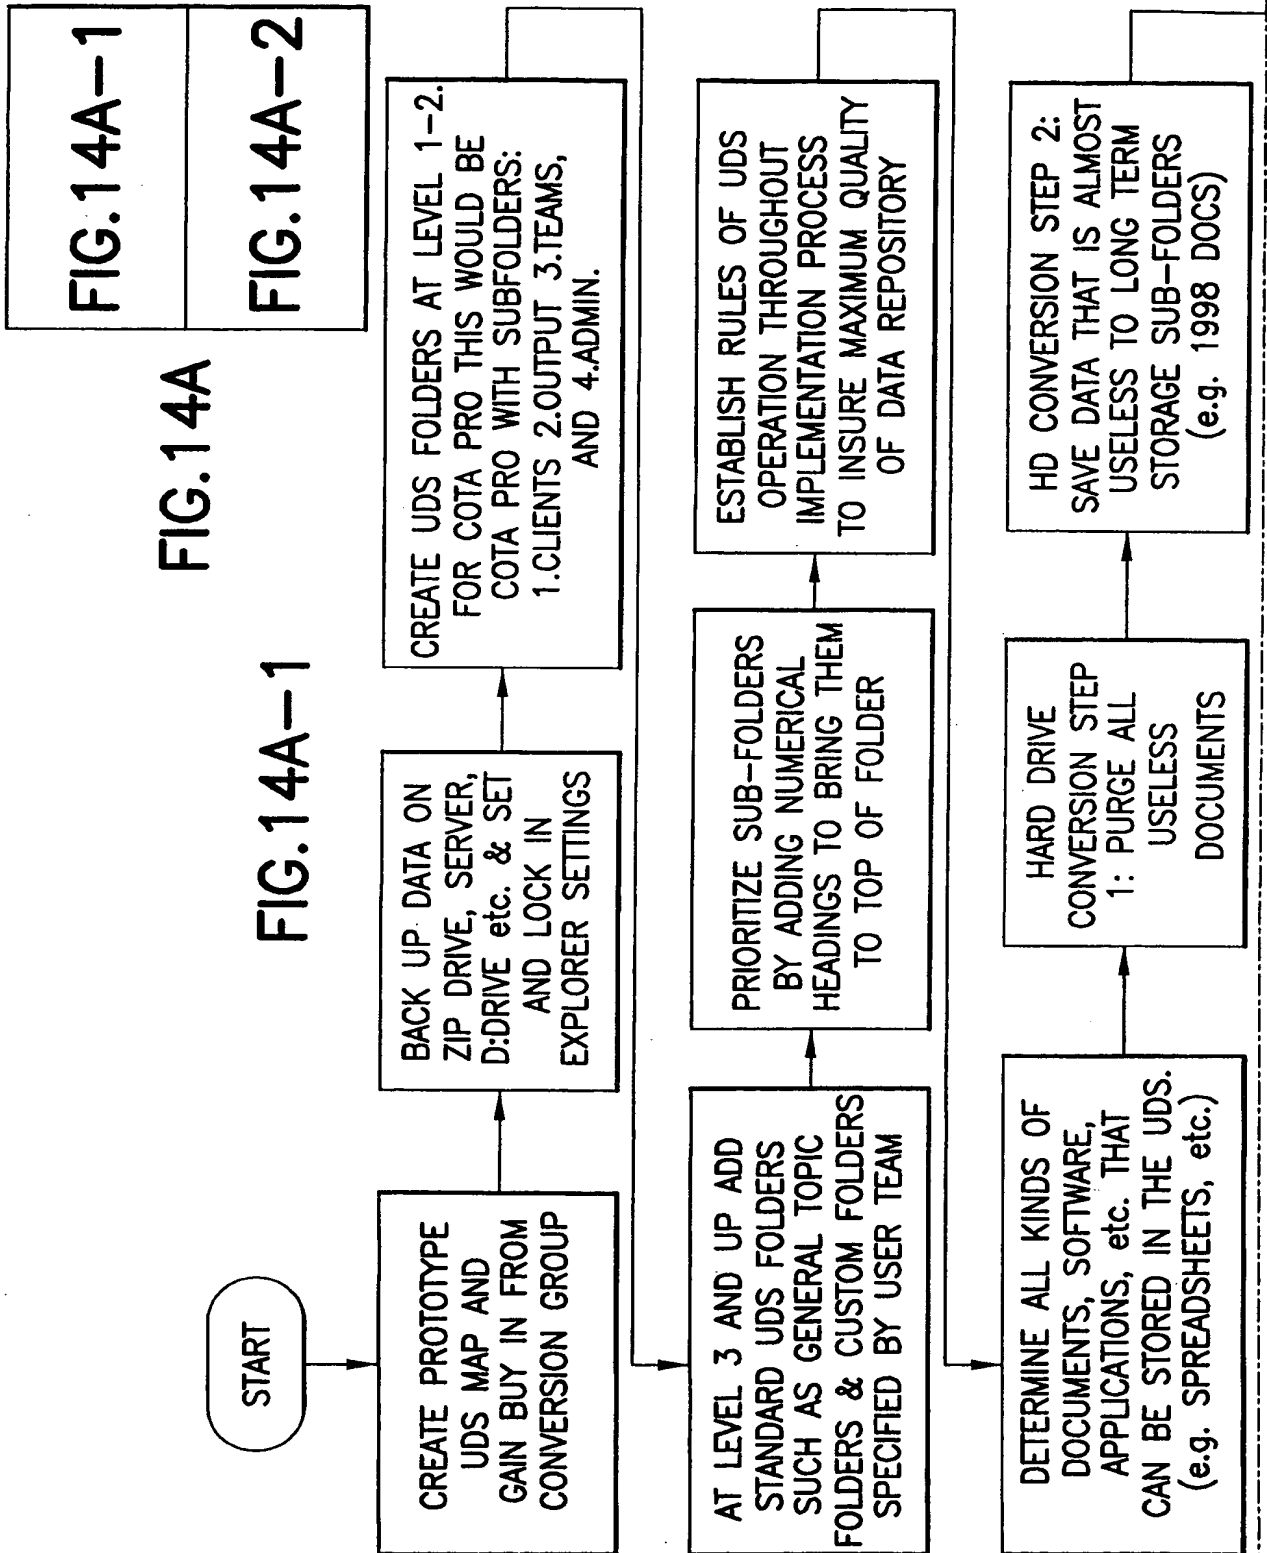 FIG.14A-1
FIG.14A-2
FIG.14A
FIG.14A-1
START
CREATE PROTOTYPE
UDS MAP AND
GAIN BUY IN FROM
CONVERSION GROUP
BACK UP DATA ON
ZIP DRIVE, SERVER,
D:DRIVE etc. & SET
AND LOCK IN
EXPLORER SETTINGS
CREATE UDS FOLDERS AT LEVEL 1-2.
FOR COTA PRO THIS WOULD BE
COTA PRO WITH SUBFOLDERS:
1.CLIENTS 2.OUTPUT 3.TEAMS,
AND 4.ADMIN.
AT LEVEL 3 AND UP ADD
STANDARD UDS FOLDERS
SUCH AS GENERAL TOPIC
FOLDERS & CUSTOM FOLDERS
SPECIFIED BY USER TEAM
PRIORITIZE SUB-FOLDERS
BY ADDING NUMERICAL
HEADINGS TO BRING THEM
TO TOP OF FOLDER
ESTABLISH RULES OF UDS
OPERATION THROUGHOUT
IMPLEMENTATION PROCESS
TO INSURE MAXIMUM QUALITY
OF DATA REPOSITORY
DETERMINE ALL KINDS OF
DOCUMENTS, SOFTWARE,
APPLICATIONS, etc. THAT
CAN BE STORED IN THE UDS.
(e.g. SPREADSHEETS, etc.)
HARD DRIVE
CONVERSION STEP
1: PURGE ALL
USELESS
DOCUMENTS
HD CONVERSION STEP 2:
SAVE DATA THAT IS ALMOST
USELESS TO LONG TERM
STORAGE SUB-FOLDERS
(e.g. 1998 DOCS)